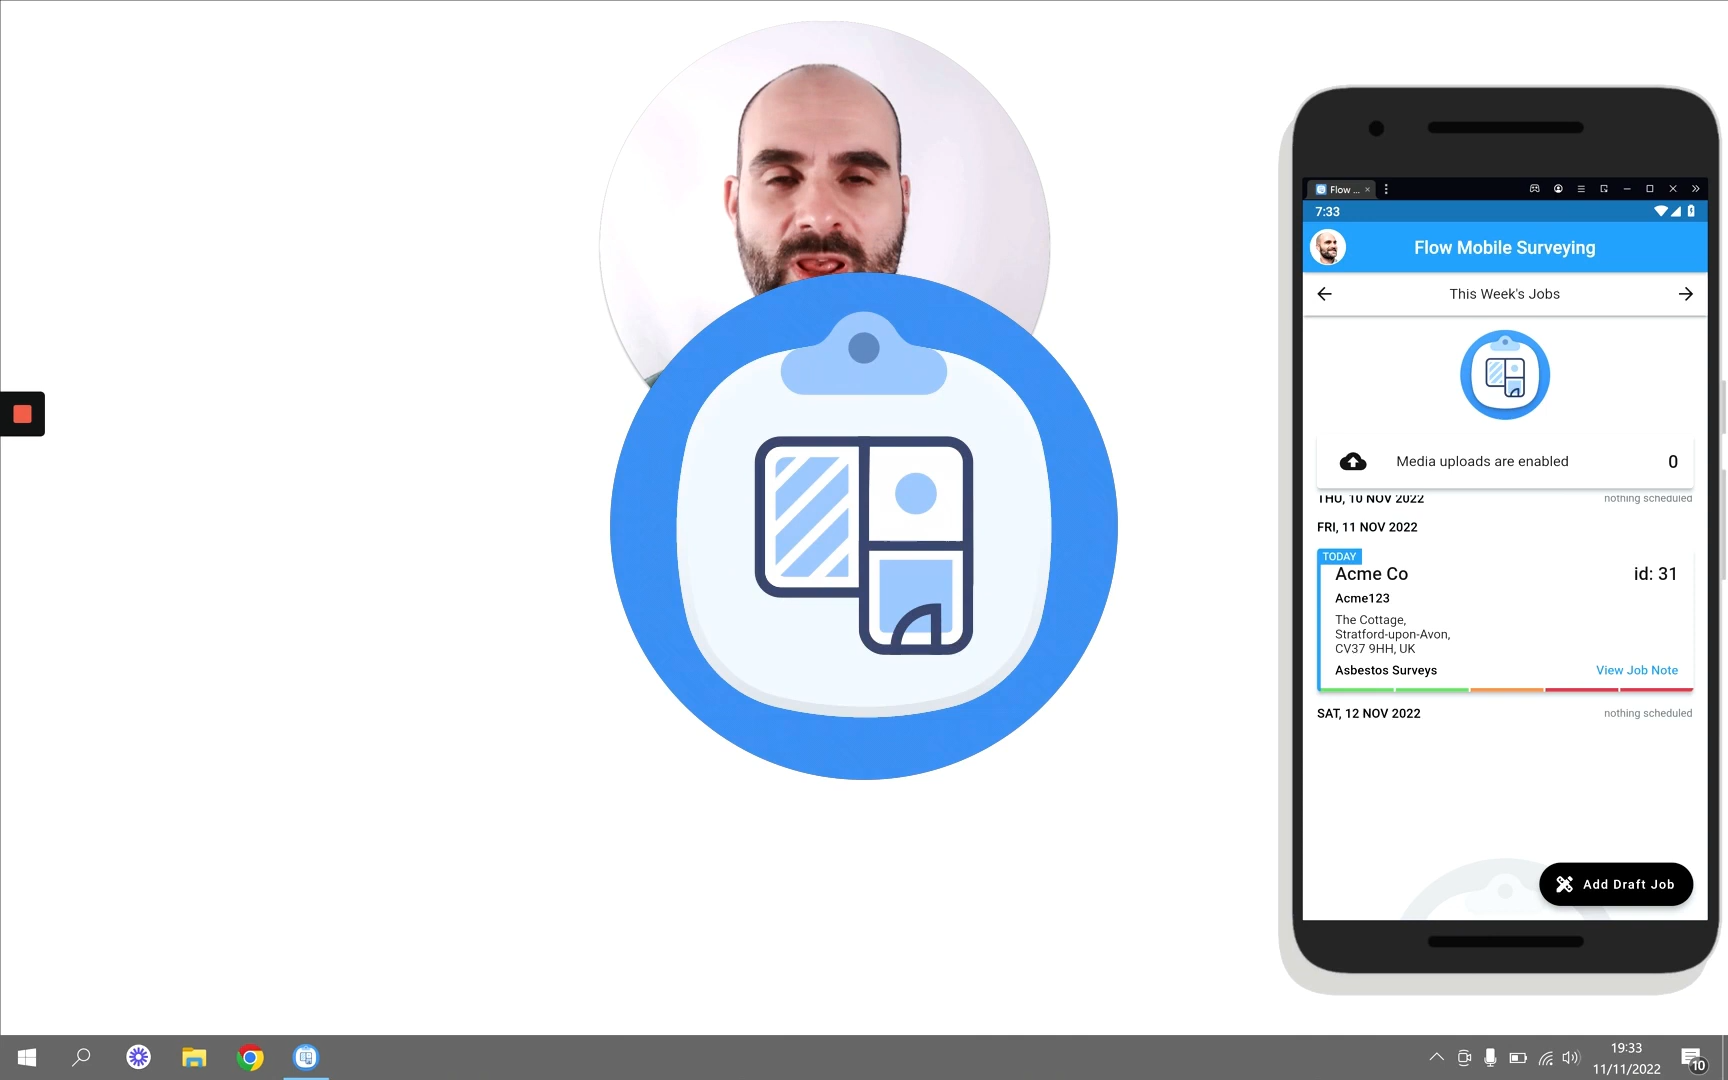 Flow ...
7:33
Flow Mobile Surveying
This Week's Jobs
Media uploads are enabled 0
THU, 10 NOV 2022 nothing scheduled
FRI, 11 NOV 2022
TODAY
Acme Co id: 31
Acme123
The Cottage,
Stratford-upon-Avon,
CV37 9HH, UK
Asbestos Surveys View Job Note
SAT, 12 NOV 2022 nothing scheduled
Add Draft Job
19:33
11/11/2022
10